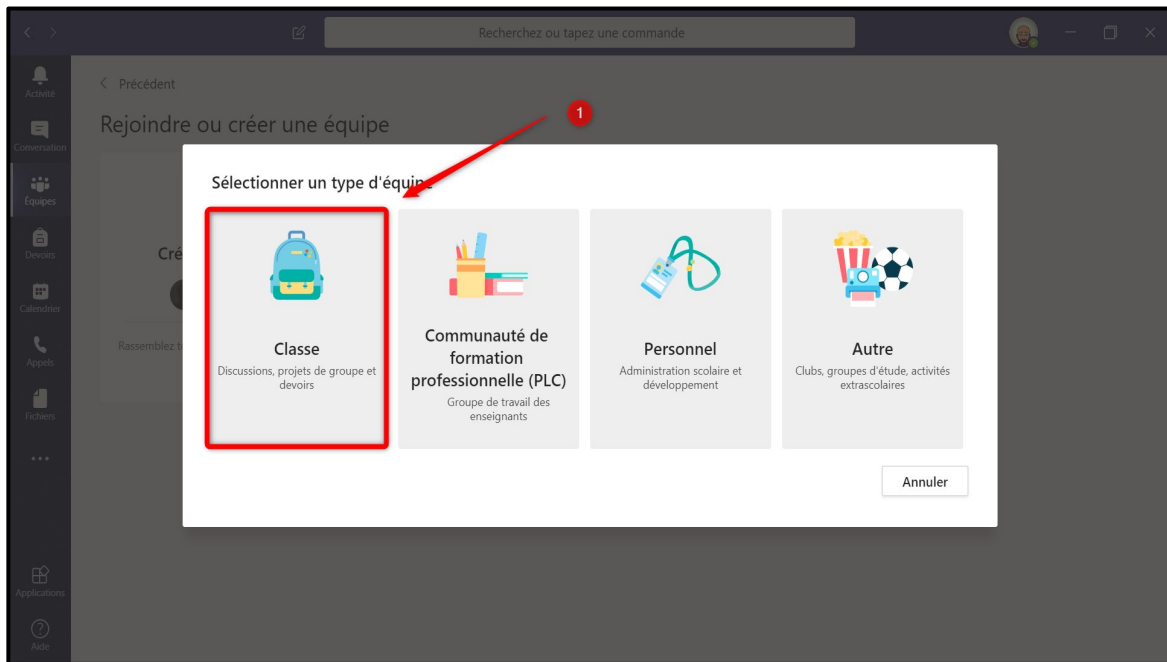 Recherchez ou tapez une commande
Activité
Conversation
Équipes
Devoirs
Calendrier
Appels
Fichiers
Applications
Aide
Précédent
Rejoindre ou créer une équipe
1
Cré
Rassemblez
Sélectionner un type d'équipe
Classe
Discussions, projets de groupe et
devoirs
Communauté de
formation
professionnelle (PLC)
Groupe de travail des
enseignants
Personnel
Administration scolaire et
développement
Autre
Clubs, groupes d'étude, activités
extrascolaires
Annuler